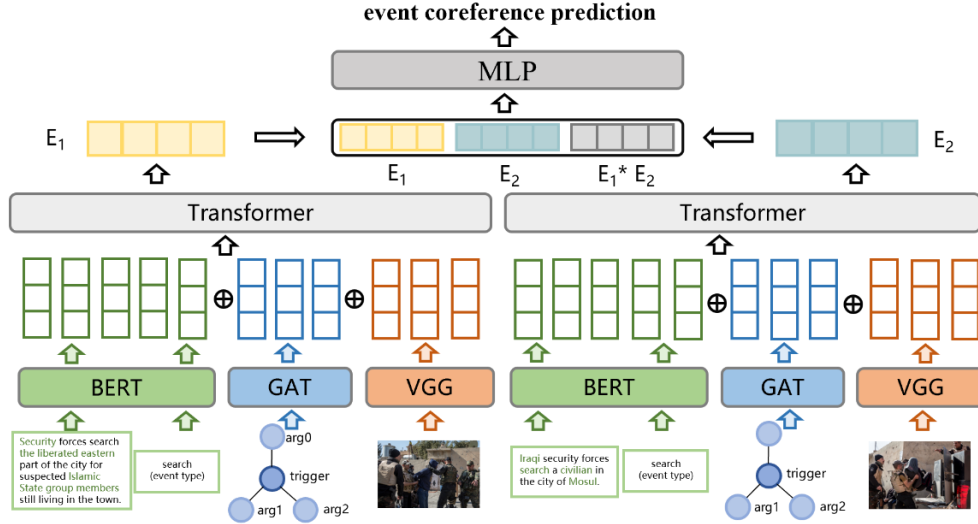 event coreference prediction
MLP
E1
E2
E1 E2 E1* E2
Transformer Transformer
⊕ ⊕ ⊕ ⊕
BERT GAT VGG BERT GAT VGG
Security forces search
the liberated eastern
part of the city for
suspected Islamic
State group members
still living in the town.
search
(event type)
arg0
trigger
arg1 arg2
Iraqi security forces
search a civilian in
the city of Mosul.
search
(event type)
trigger
arg1 arg2